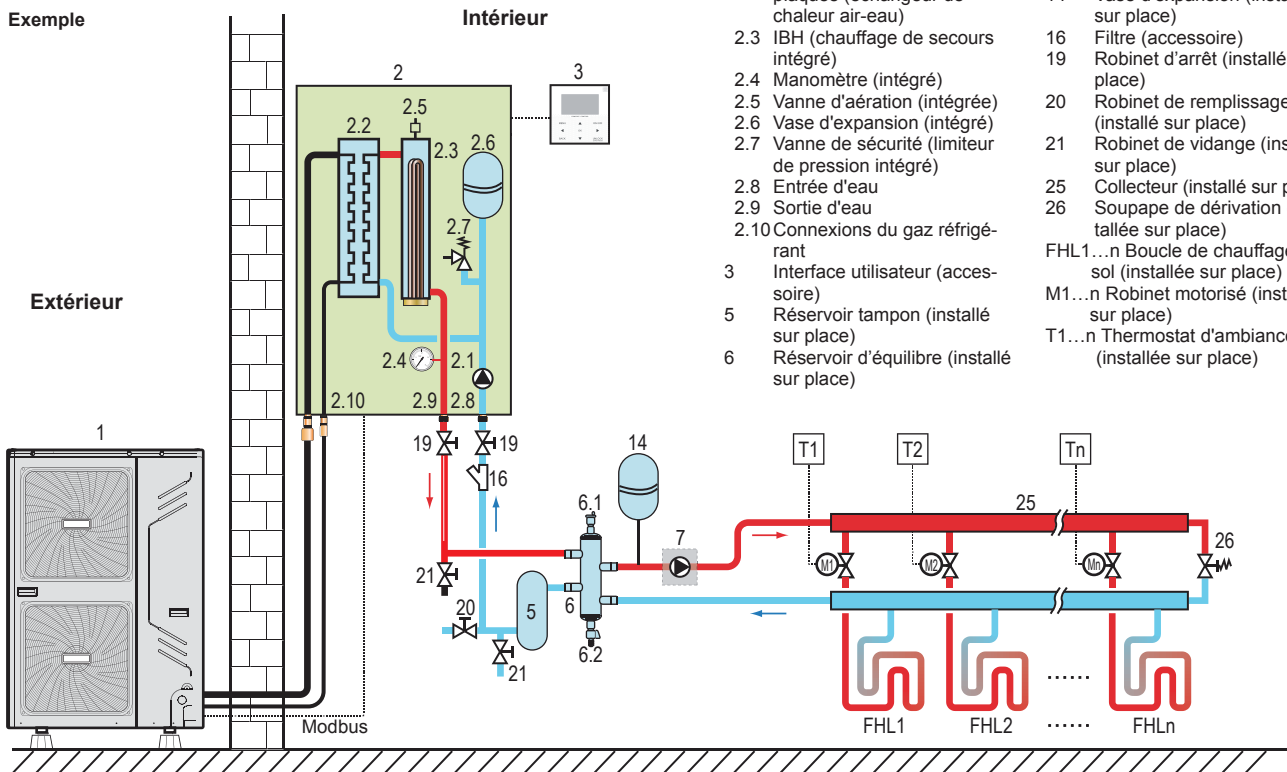 Exemple
Intérieur
Extérieur
chaleur air-eau)
2.3 IBH (chauffage de secours
intégré)
2.4 Manomètre (intégré)
2.5 Vanne d'aération (intégrée)
2.6 Vase d'expansion (intégré)
2.7 Vanne de sécurité (limiteur
de pression intégré)
2.8 Entrée d'eau
2.9 Sortie d'eau
2.10 Connexions du gaz réfrigé-
rant
3 Interface utilisateur (acces-
soire)
5 Réservoir tampon (installé
sur place)
6 Réservoir d'équilibre (installé
sur place)
sur place)
16 Filtre (accessoire)
19 Robinet d'arrêt (installé
place)
20 Robinet de remplissage
(installé sur place)
21 Robinet de vidange (ins
sur place)
25 Collecteur (installé sur p
26 Soupape de dérivation
tallée sur place)
FHL1…n Boucle de chauffage
sol (installée sur place)
M1…n Robinet motorisé (inst
sur place)
T1…n Thermostat d'ambiance
(installée sur place)
2
3
2.2
2.5
2.3
2.6
2.7
2.4
2.1
2.10
2.9
2.8
1
19
19
16
14
T1
T2
Tn
6.1
25
7
26
M1
M2
Mn
21
20
5
6
21
6.2
Modbus
FHL1
FHL2
......
......
FHLn